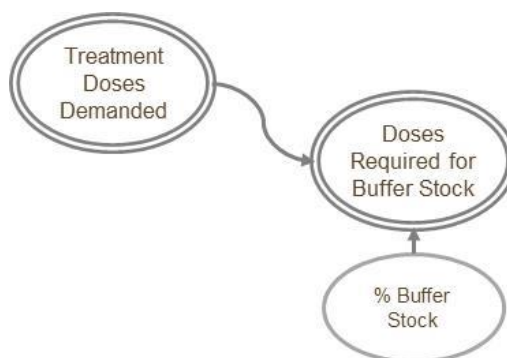 Treatment
Doses
Demanded
Doses
Required for
Buffer Stock
% Buffer
Stock